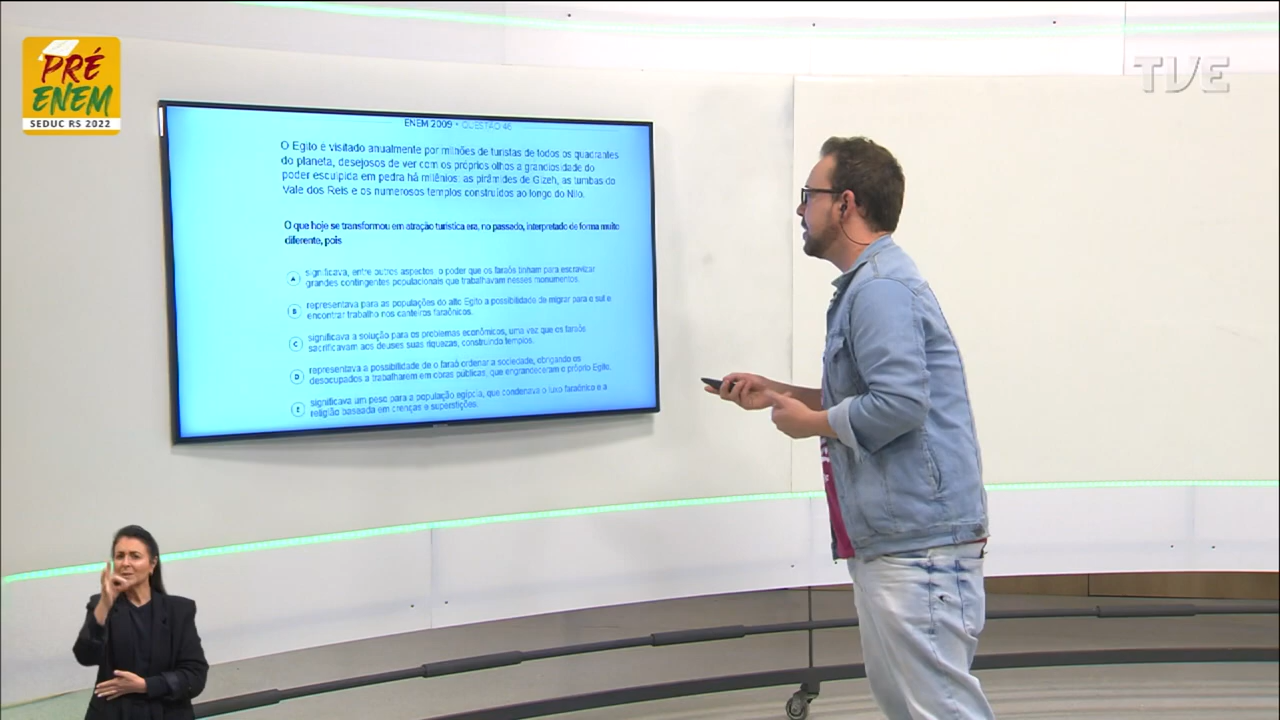 PRÉ
ENEM
SEDUC RS 2022
TVE
ENEM 2009 • QUESTÃO 46
O Egito é visitado anualmente por milhões de turistas de todos os quadrantes
do planeta, desejosos de ver com os próprios olhos a grandiosidade do
poder esculpida em pedra há milênios: as pirâmides de Gizeh, as tumbas do
Vale dos Reis e os numerosos templos construídos ao longo do Nilo.
O que hoje se transformou em atração turística era, no passado, interpretado de forma muito
diferente, pois
A significava, entre outros aspectos, o poder que os faraós tinham para escravizar
grandes contingentes populacionais que trabalhavam nesses monumentos.
B representava para as populações do alto Egito a possibilidade de migrar para o sul e
encontrar trabalho nos canteiros faraônicos.
C significava a solução para os problemas econômicos, uma vez que os faraós
sacrificavam aos deuses suas riquezas, construindo templos.
D representava a possibilidade de o faraó ordenar a sociedade, obrigando os
desocupados a trabalharem em obras públicas, que engrandeceram o próprio Egito.
E significava um peso para a população egípcia, que condenava o luxo faraônico e a
religião baseada em crenças e superstições.